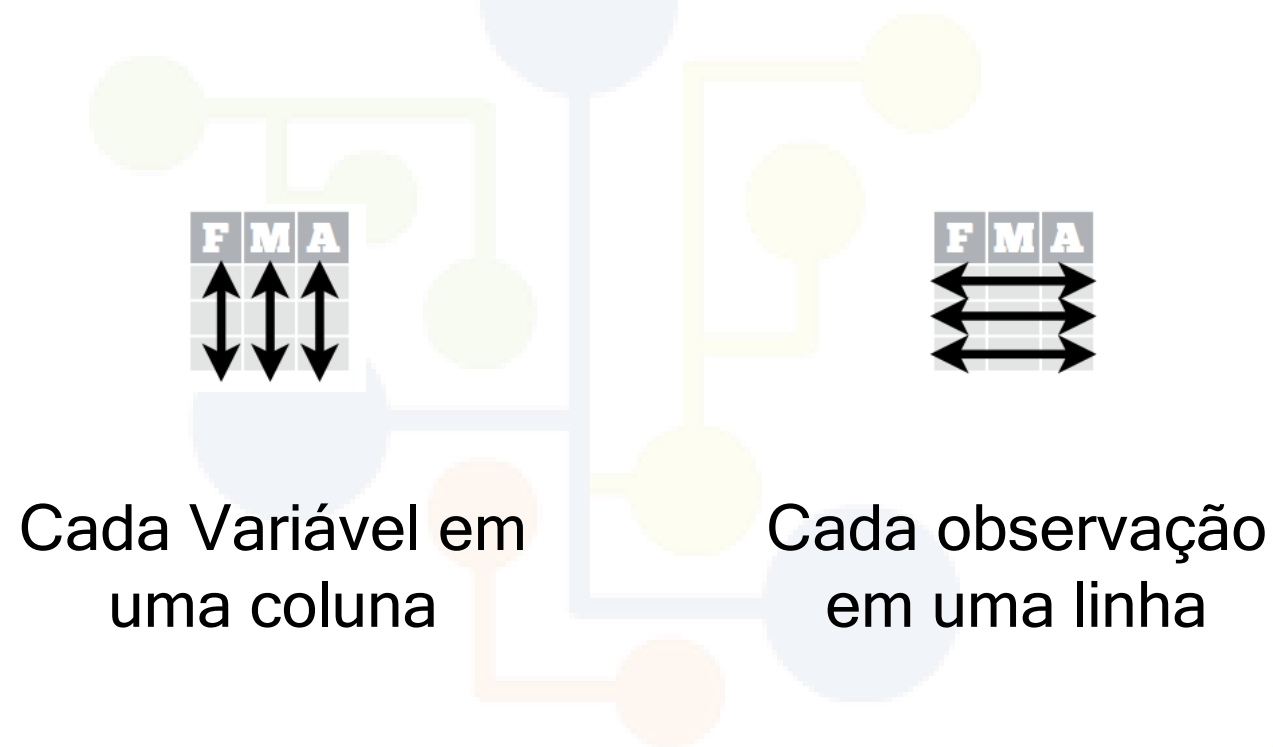 F M A
F M A
Cada Variável em
uma coluna
Cada observação
em uma linha